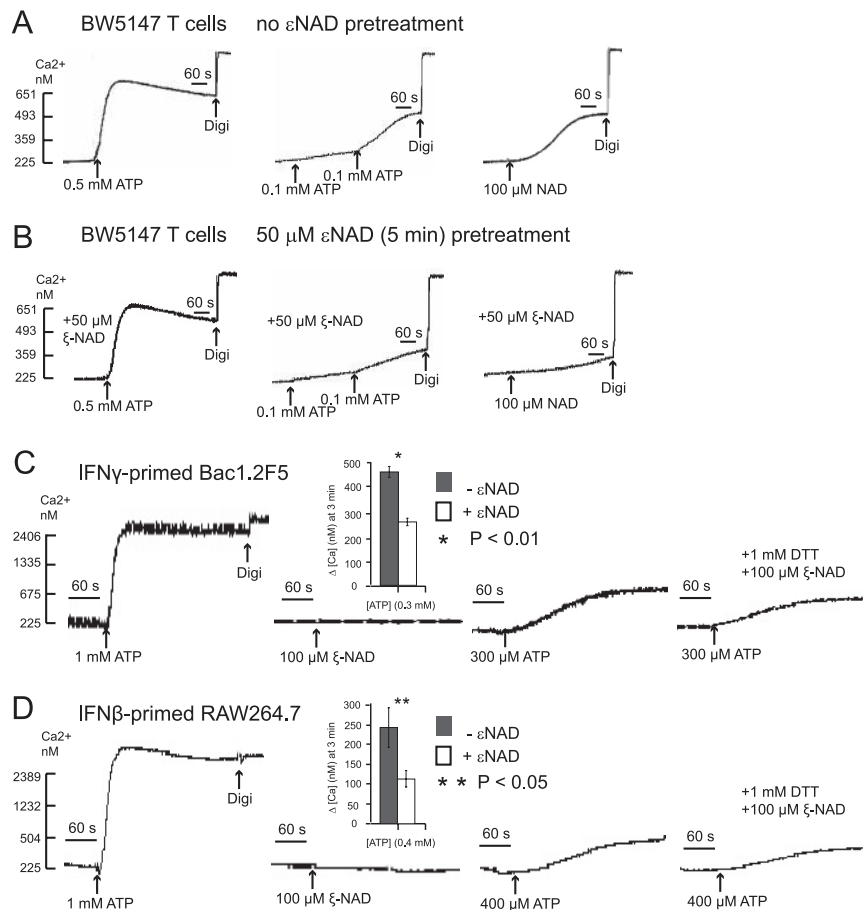 A
BW5147 T cells no εNAD pretreatment
Ca2+
nM
651
493
359
225
60 s
Digi
0.5 mM ATP
60 s
Digi
0.1 mM ATP
0.1 mM ATP
60 s
Digi
100 µM NAD
B
BW5147 T cells 50 µM εNAD (5 min) pretreatment
Ca2+
nM
651
493
359
225
+50 µM
ξ-NAD
60 s
Digi
0.5 mM ATP
+50 µM ξ-NAD
60 s
Digi
0.1 mM ATP
0.1 mM ATP
+50 µM ξ-NAD
60 s
Digi
100 µM NAD
C
IFNγ-primed Bac1.2F5
Ca2+
nM
2406
1335
675
225
60 s
Digi
1 mM ATP
Δ [Ca] (nM) at 3 min
500
400
300
200
100
0
*
[ATP] (0.3 mM)
- εNAD
+ εNAD
* P < 0.01
60 s
100 µM ξ-NAD
60 s
300 µM ATP
+1 mM DTT
+100 µM ξ-NAD
60 s
300 µM ATP
D
IFNβ-primed RAW264.7
Ca2+
nM
2389
1232
504
225
60 s
Digi
1 mM ATP
Δ [Ca] (nM) at 3 min
300
250
200
150
100
50
0
**
[ATP] (0.4 mM)
- εNAD
+ εNAD
* * P < 0.05
60 s
100 µM ξ-NAD
60 s
400 µM ATP
+1 mM DTT
+100 µM ξ-NAD
60 s
400 µM ATP